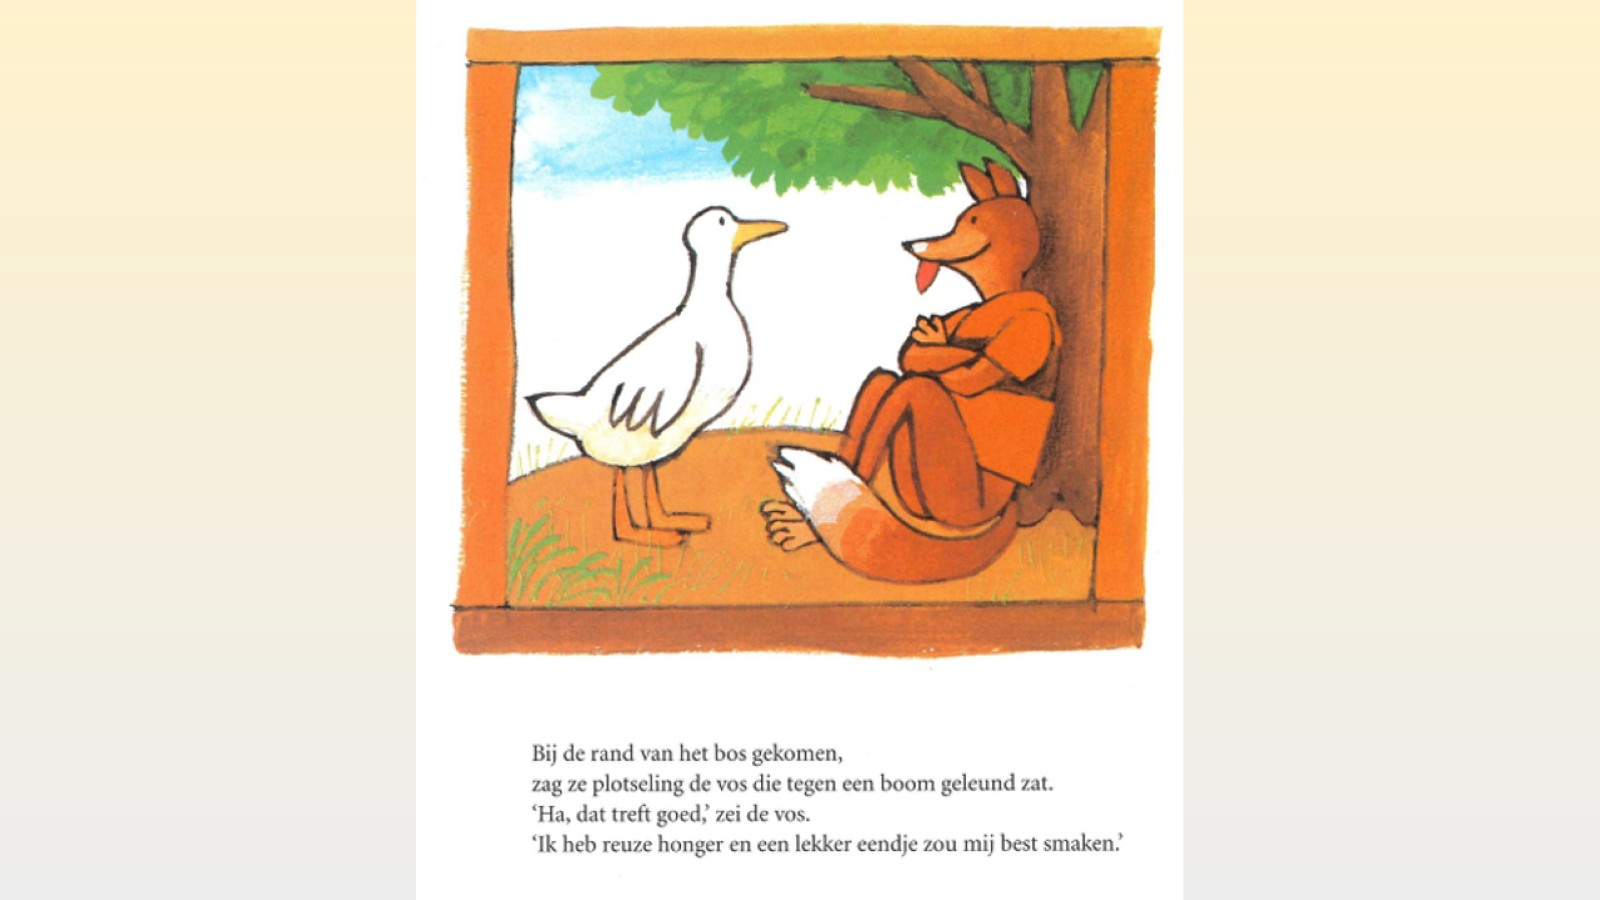 Bij de rand van het bos gekomen,
zag ze plotseling de vos die tegen een boom geleund zat.
‘Ha, dat treft goed,’ zei de vos.
‘Ik heb reuze honger en een lekker eendje zou mij best smaken.’